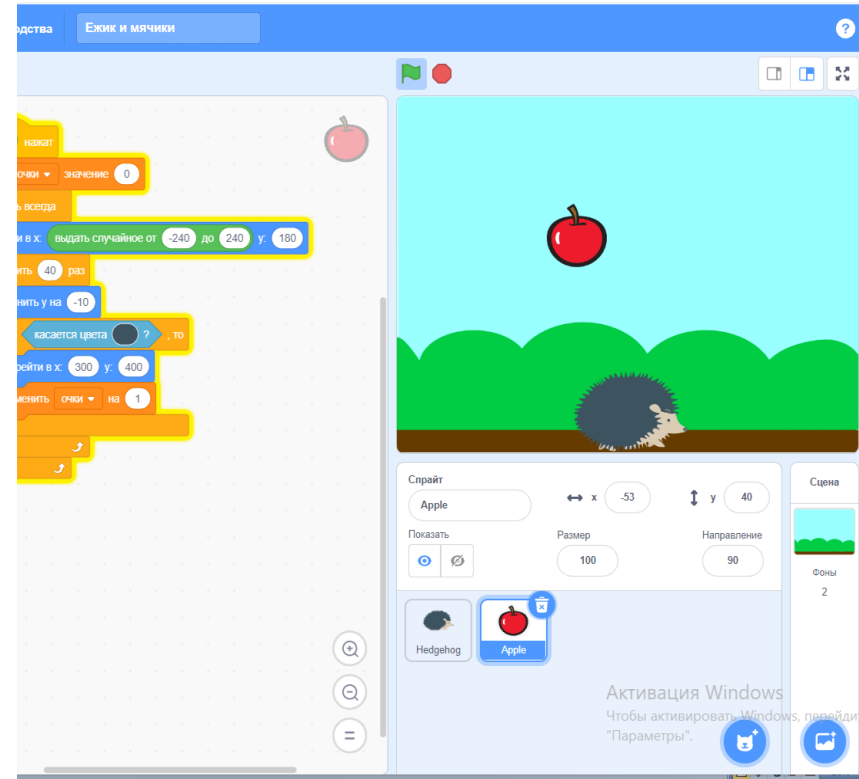 одства Ежик и мячики ?
нажат
очки значение 0
ь всегда
и в x: выдать случайное от -240 до 240 y: 180
ить 40 раз
нить y на -10
касается цвета ? , то
рейти в x: 300 y: 400
менить очки на 1
Спрайт
Apple
x -53 y 40
Показать Размер Направление
100 90
Hedgehog Apple
Сцена
Фоны
2
Активация Windows
Чтобы активировать Windows, перейди
"Параметры".